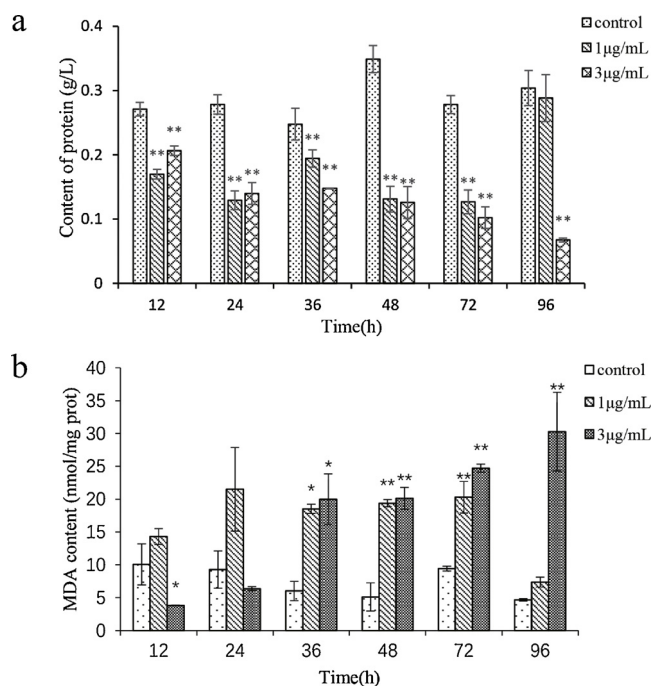 a
control
1μg/mL
3μg/mL
Content of protein (g/L)
0.4
0.3
0.2
0.1
0
** ** ** ** ** ** ** ** ** ** **
12 24 36 48 72 96
Time(h)
b
control
1μg/mL
3μg/mL
MDA content (nmol/mg prot)
40
35
30
25
20
15
10
5
0
* * * ** ** ** ** **
12 24 36 48 72 96
Time(h)